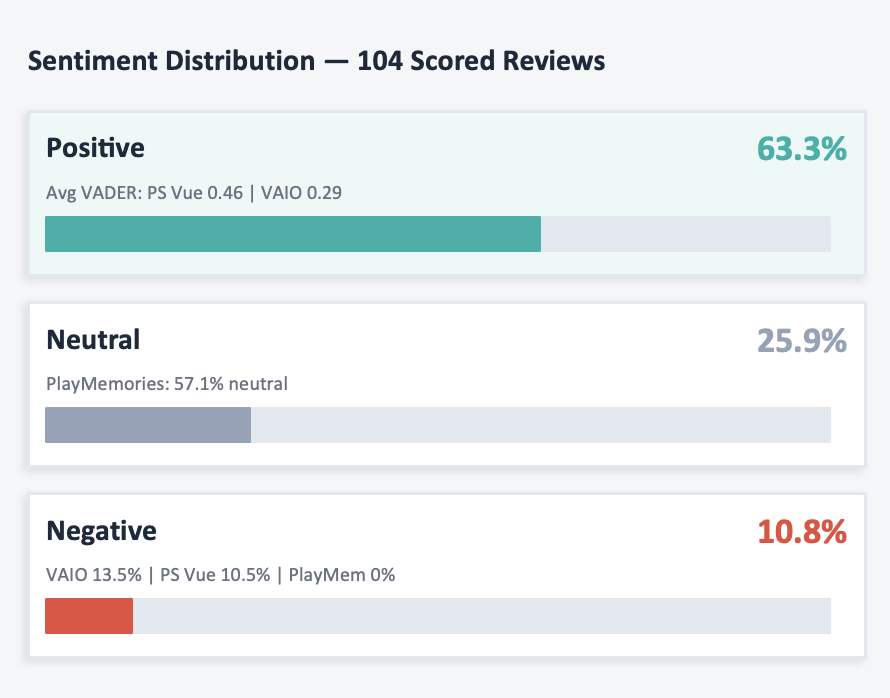 Sentiment Distribution — 104 Scored Reviews
Positive
63.3%
Avg VADER: PS Vue 0.46 | VAIO 0.29
Neutral
25.9%
PlayMemories: 57.1% neutral
Negative
10.8%
VAIO 13.5% | PS Vue 10.5% | PlayMem 0%